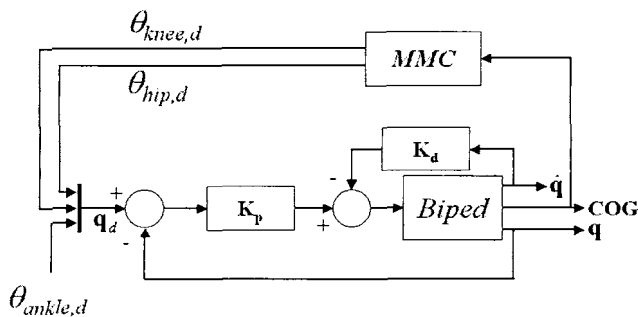 θknee,d
MMC
θhip,d
Kd
-
q̇
+
Kp
+
Biped
COG
qd
-
q
θankle,d